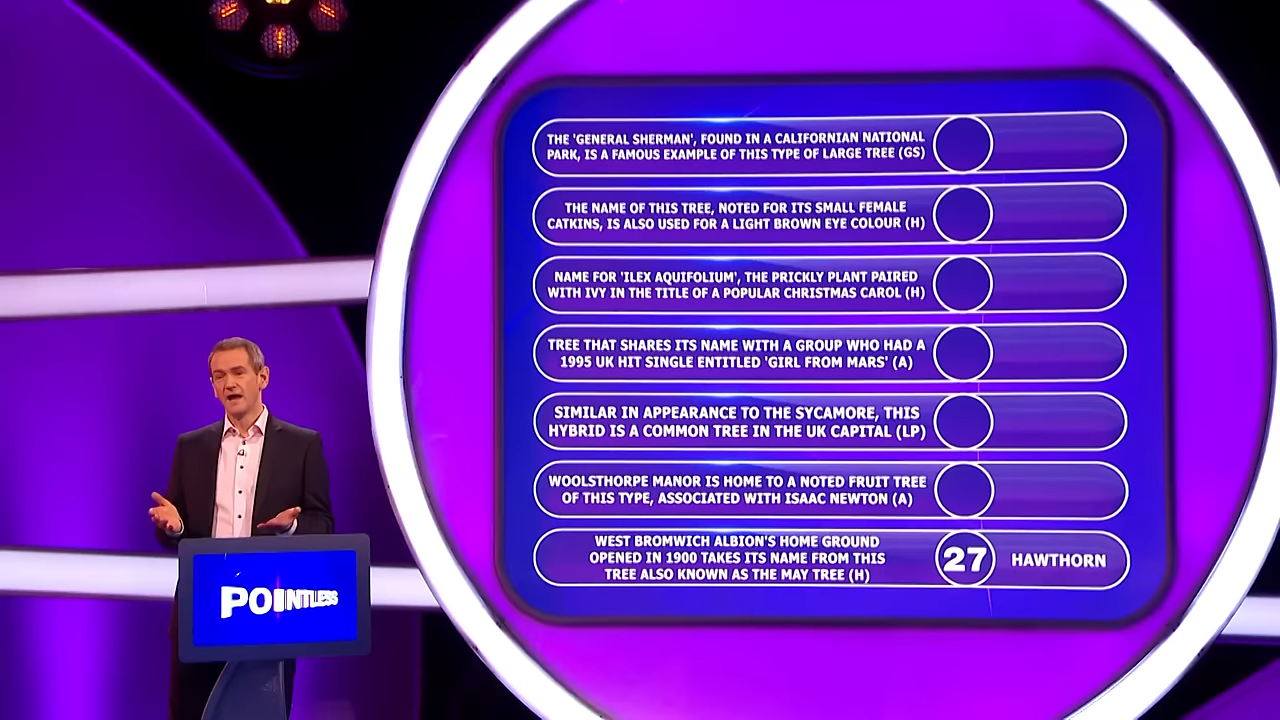 THE 'GENERAL SHERMAN', FOUND IN A CALIFORNIAN NATIONAL
PARK, IS A FAMOUS EXAMPLE OF THIS TYPE OF LARGE TREE (GS)
THE NAME OF THIS TREE, NOTED FOR ITS SMALL FEMALE
CATKINS, IS ALSO USED FOR A LIGHT BROWN EYE COLOUR (H)
NAME FOR 'ILEX AQUIFOLIUM', THE PRICKLY PLANT PAIRED
WITH IVY IN THE TITLE OF A POPULAR CHRISTMAS CAROL (H)
TREE THAT SHARES ITS NAME WITH A GROUP WHO HAD A
1995 UK HIT SINGLE ENTITLED 'GIRL FROM MARS' (A)
SIMILAR IN APPEARANCE TO THE SYCAMORE, THIS
HYBRID IS A COMMON TREE IN THE UK CAPITAL (LP)
WOOLSTHORPE MANOR IS HOME TO A NOTED FRUIT TREE
OF THIS TYPE, ASSOCIATED WITH ISAAC NEWTON (A)
WEST BROMWICH ALBION'S HOME GROUND
OPENED IN 1900 TAKES ITS NAME FROM THIS
TREE ALSO KNOWN AS THE MAY TREE (H)
27 HAWTHORN
POINTLESS